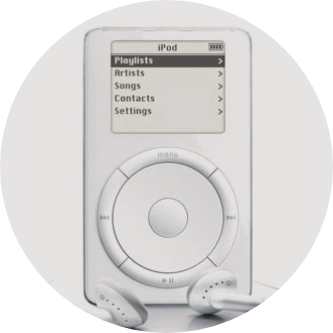 iPod
Playlists >
Artists >
Songs >
Contacts >
Settings >
menu